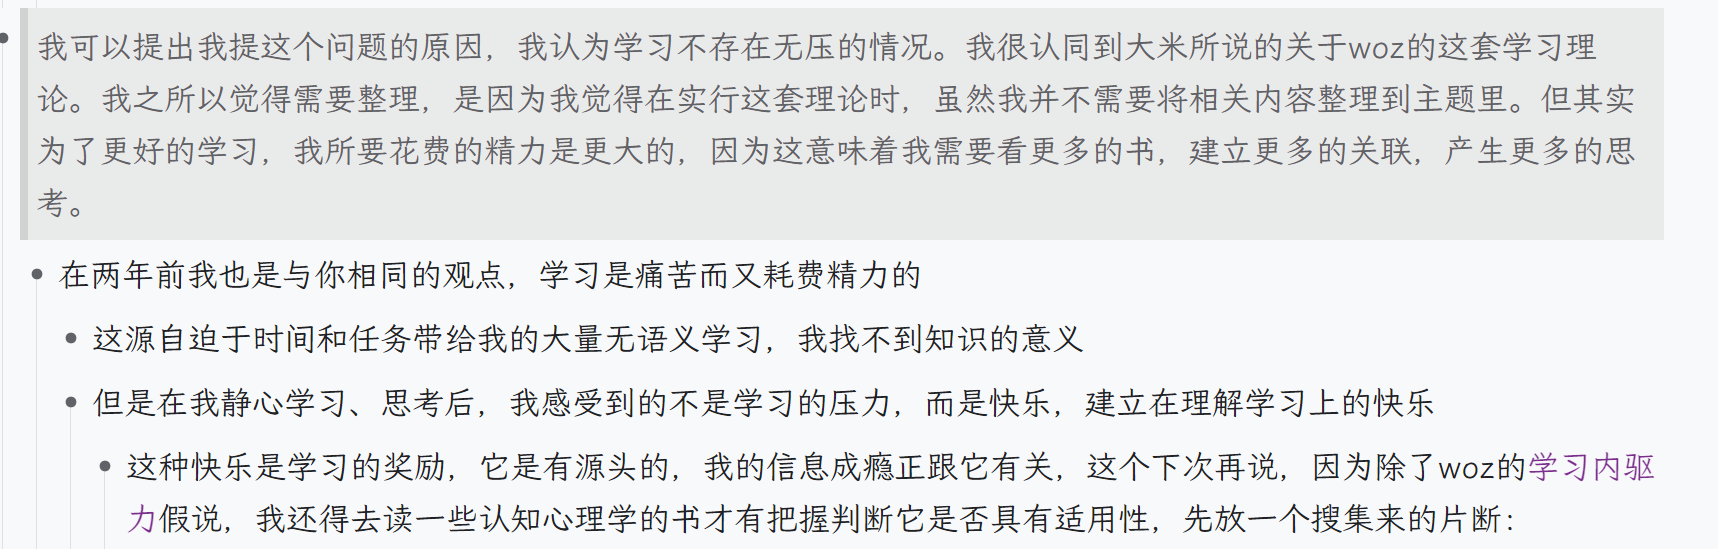 我可以提出我提这个问题的原因，我认为学习不存在无压的情况。我很认同到大米所说的关于woz的这套学习理
论。我之所以觉得需要整理，是因为我觉得在实行这套理论时，虽然我并不需要将相关内容整理到主题里。但其实
为了更好的学习，我所要花费的精力是更大的，因为这意味着我需要看更多的书，建立更多的关联，产生更多的思
考。
在两年前我也是与你相同的观点，学习是痛苦而又耗费精力的
这源自迫于时间和任务带给我的大量无语义学习，我找不到知识的意义
但是在我静心学习、思考后，我感受到的不是学习的压力，而是快乐，建立在理解学习上的快乐
这种快乐是学习的奖励，它是有源头的，我的信息成瘾正跟它有关，这个下次再说，因为除了woz的学习内驱
力假说，我还得去读一些认知心理学的书才有把握判断它是否具有适用性，先放一个搜集来的片断：